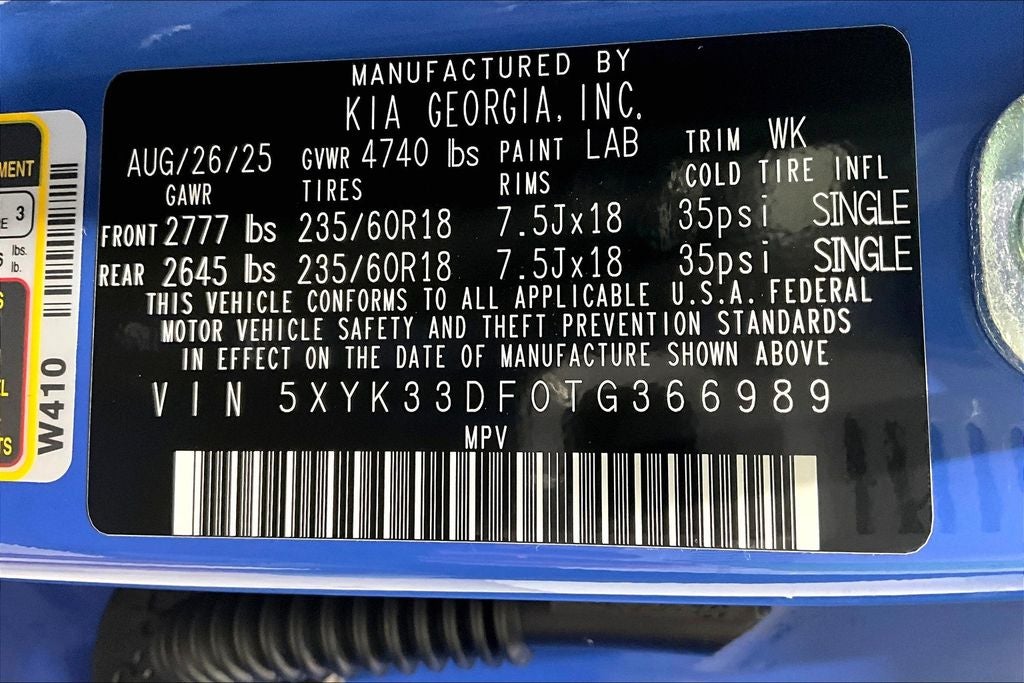 MANUFACTURED BY
KIA GEORGIA, INC.
AUG/26/25 GVWR 4740 lbs PAINT LAB TRIM WK
GAWR TIRES RIMS COLD TIRE INFL
FRONT 2777 lbs 235/60R18 7.5Jx18 35psi SINGLE
REAR 2645 lbs 235/60R18 7.5Jx18 35psi SINGLE
THIS VEHICLE CONFORMS TO ALL APPLICABLE U.S.A. FEDERAL
MOTOR VEHICLE SAFETY AND THEFT PREVENTION STANDARDS
IN EFFECT ON THE DATE OF MANUFACTURE SHOWN ABOVE
VIN 5XYK33DF0TG366989
MPV
W410
3
lbs.
lb.